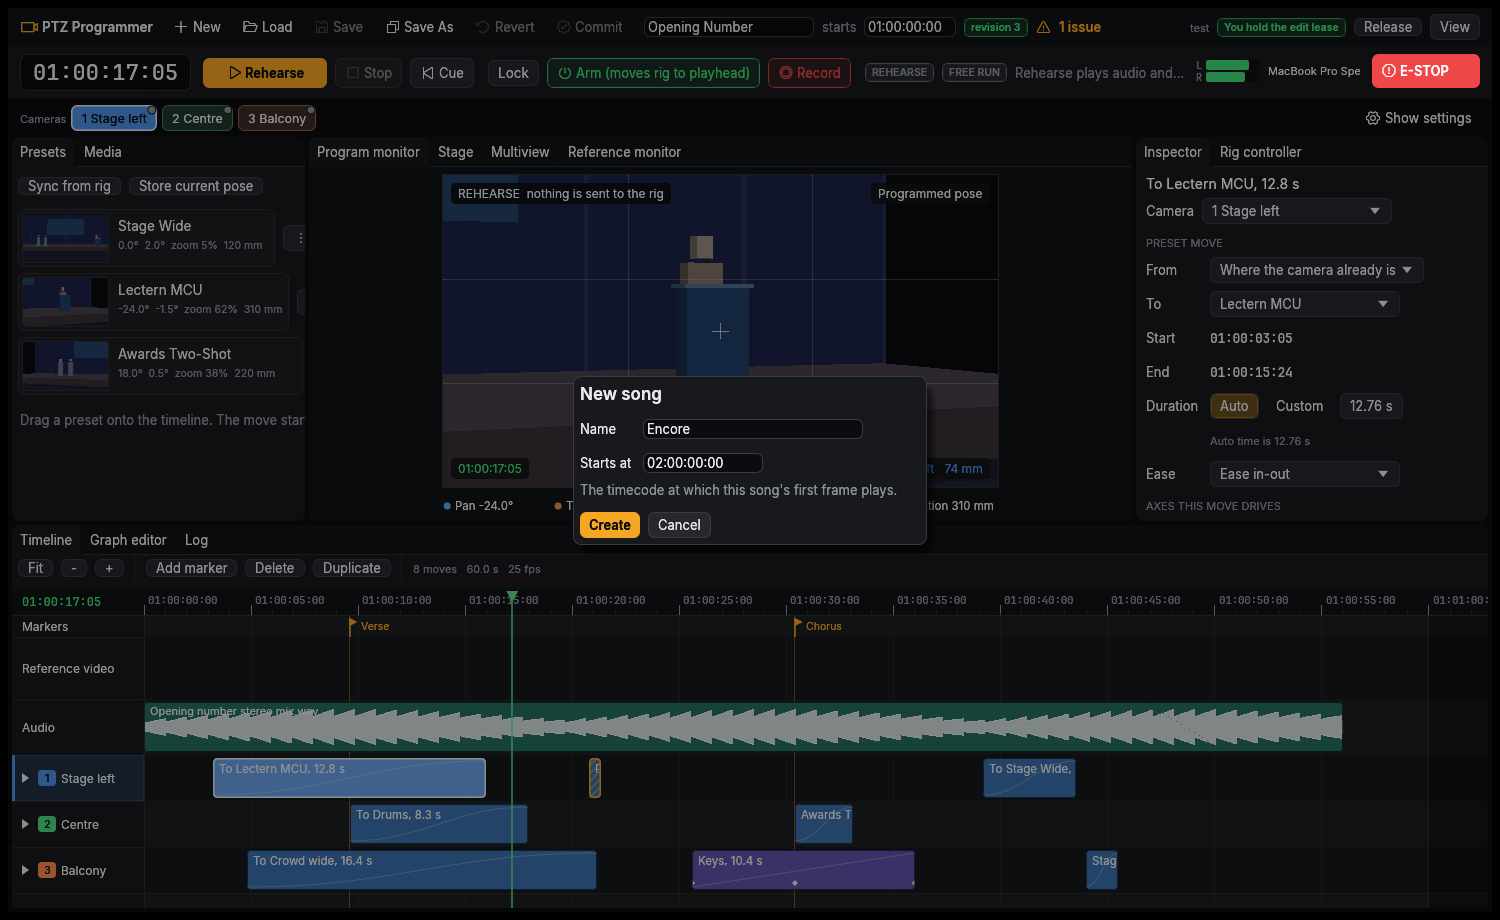 PTZ Programmer New Load Save Save As Revert Commit Opening Number starts 01:00:00:00 revision 3 1 issue test You hold the edit lease Release View
01:00:17:05 Rehearse Stop Cue Lock Arm (moves rig to playhead) Record REHEARSE FREE RUN Rehearse plays audio and... L R MacBook Pro Spe E-STOP
Cameras 1 Stage left 2 Centre 3 Balcony Show settings
Presets Media
Sync from rig Store current pose
Stage Wide
0.0° 2.0° zoom 5% 120 mm
Lectern MCU
-24.0° -1.5° zoom 62% 310 mm
Awards Two-Shot
18.0° 0.5° zoom 38% 220 mm
Drag a preset onto the timeline. The move star
Program monitor Stage Multiview Reference monitor
REHEARSE nothing is sent to the rig Programmed pose
01:00:17:05 ft 74 mm
Pan -24.0° T tion 310 mm
New song
Name Encore
Starts at 02:00:00:00
The timecode at which this song's first frame plays.
Create Cancel
Inspector Rig controller
To Lectern MCU, 12.8 s
Camera 1 Stage left
PRESET MOVE
From Where the camera already is
To Lectern MCU
Start 01:00:03:05
End 01:00:15:24
Duration Auto Custom 12.76 s
Auto time is 12.76 s
Ease Ease in-out
AXES THIS MOVE DRIVES
Timeline Graph editor Log
Fit - + Add marker Delete Duplicate 8 moves 60.0 s 25 fps
01:00:17:05 01:00:00:00 01:00:05:00 01:00:10:00 01:00:15:00 01:00:20:00 01:00:25:00 01:00:30:00 01:00:35:00 01:00:40:00 01:00:45:00 01:00:50:00 01:00:55:00 01:01:00:
Markers Verse Chorus
Reference video
Audio Opening number stereo mix.wav
1 Stage left To Lectern MCU, 12.8 s To Stage Wide,
2 Centre To Drums, 8.3 s Awards T
3 Balcony To Crowd wide, 16.4 s Keys, 10.4 s Stag